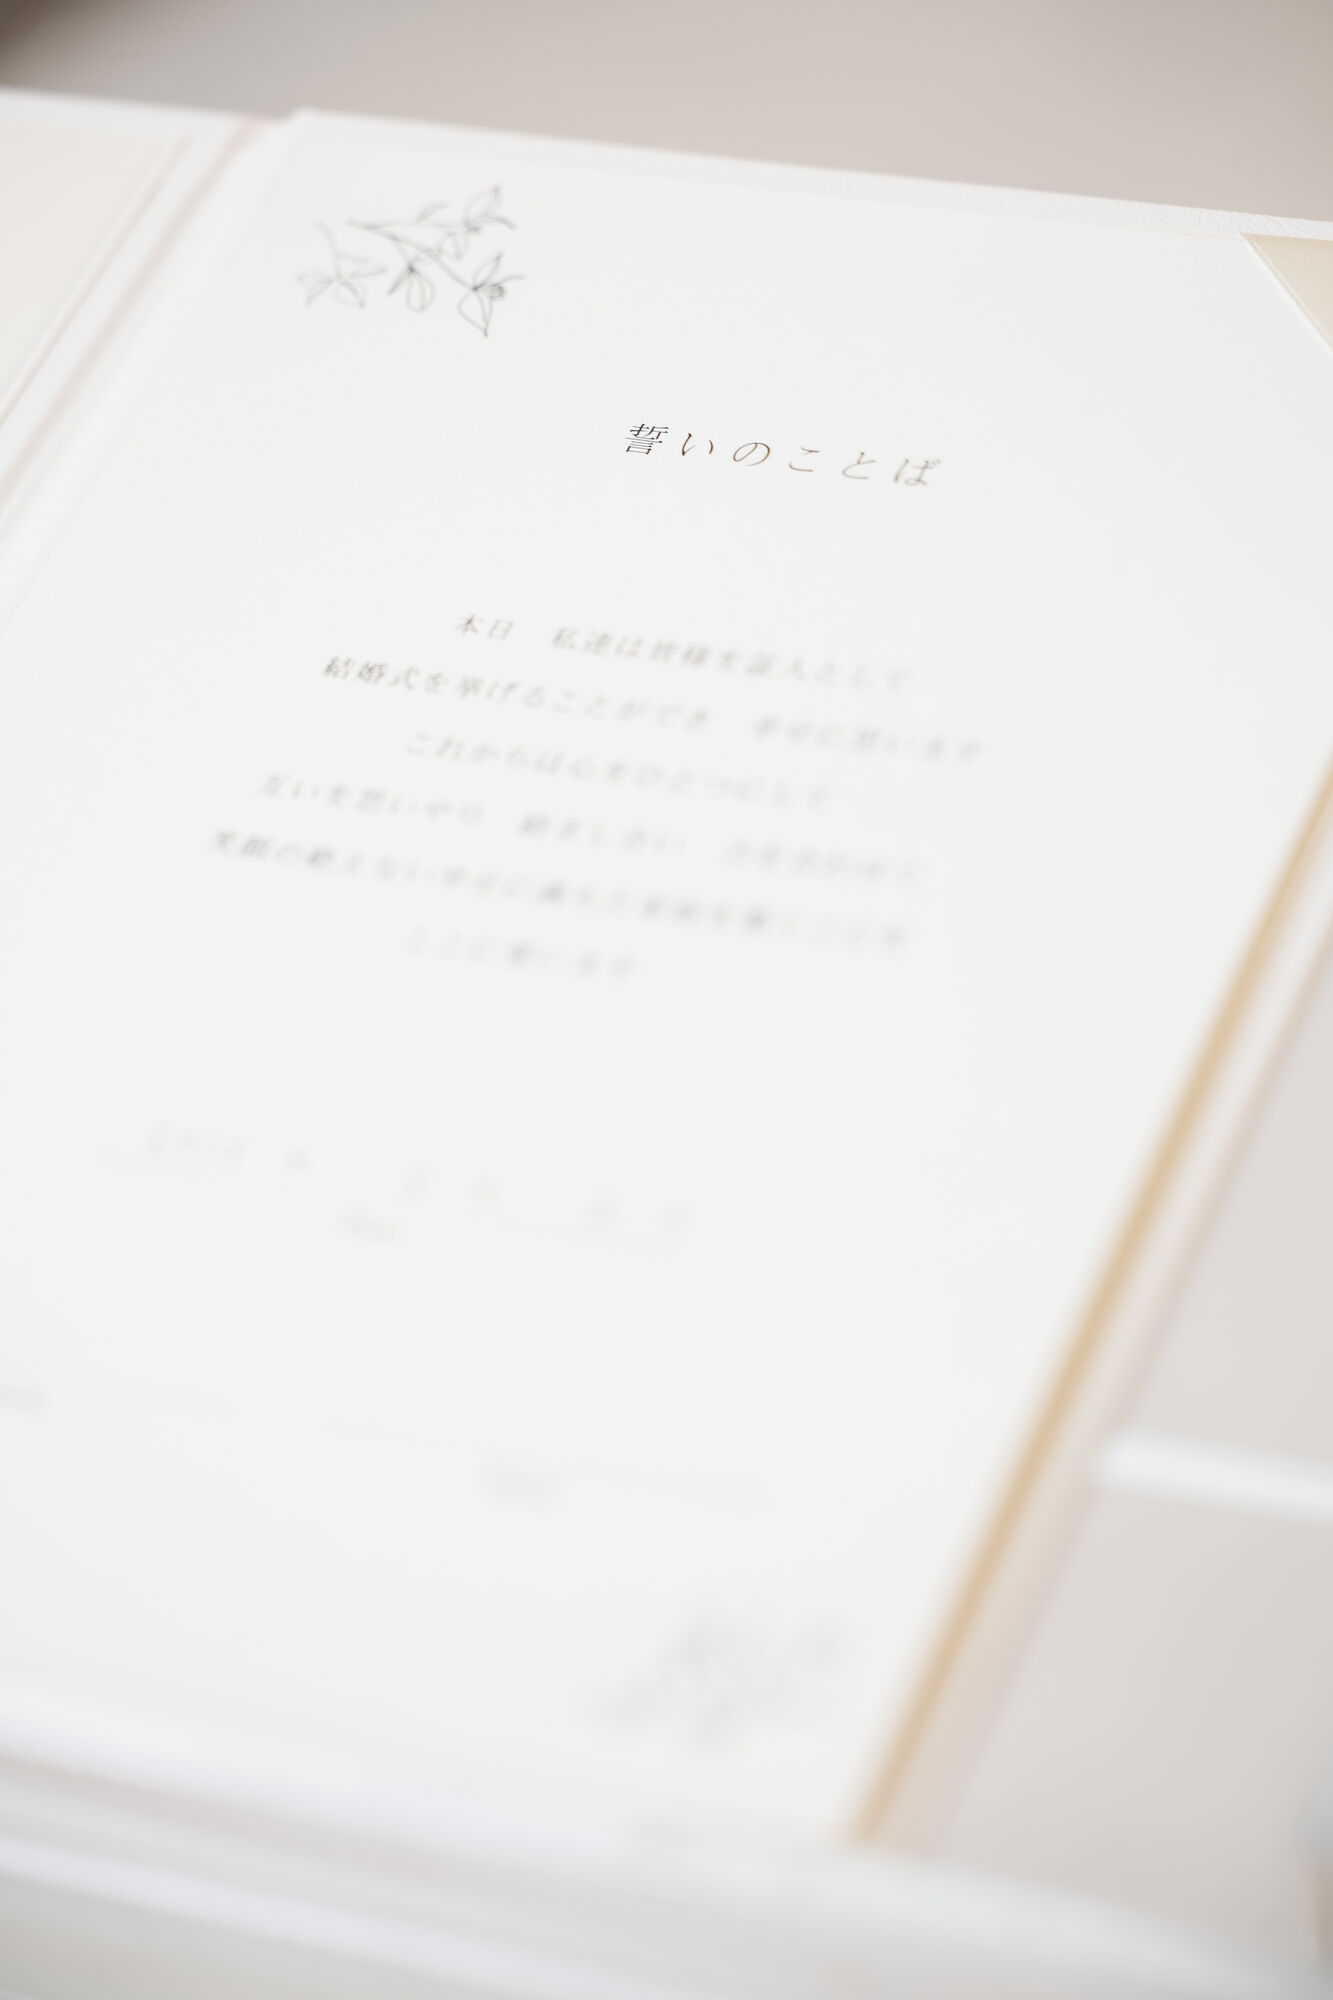 誓いのことば
本日 私達は皆様を証人として
結婚式を挙げることができ 幸せに思います
これからは心をひとつにして
互いを思いやり 励ましあい 力をあわせて
笑顔の絶えない幸せに満ちた家庭を築くことを
ここに誓います